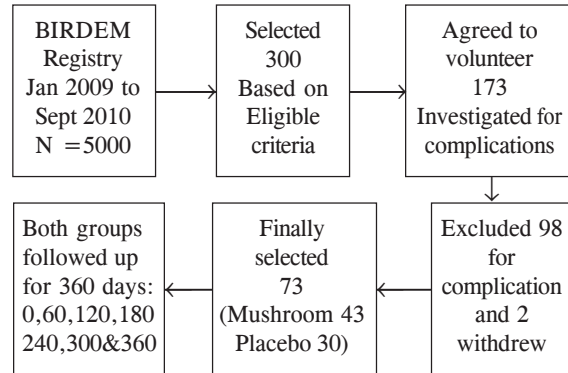 BIRDEM
Registry
Jan 2009 to
Sept 2010
N =5000
Selected
300
Based on
Eligible
criteria
Agreed to
volunteer
173
Investigated for
complications
Excluded 98
for
complication
and 2
withdrew
Finally
selected
73
(Mushroom 43
Placebo 30)
Both groups
followed up
for 360 days:
0,60,120,180
240,300&360